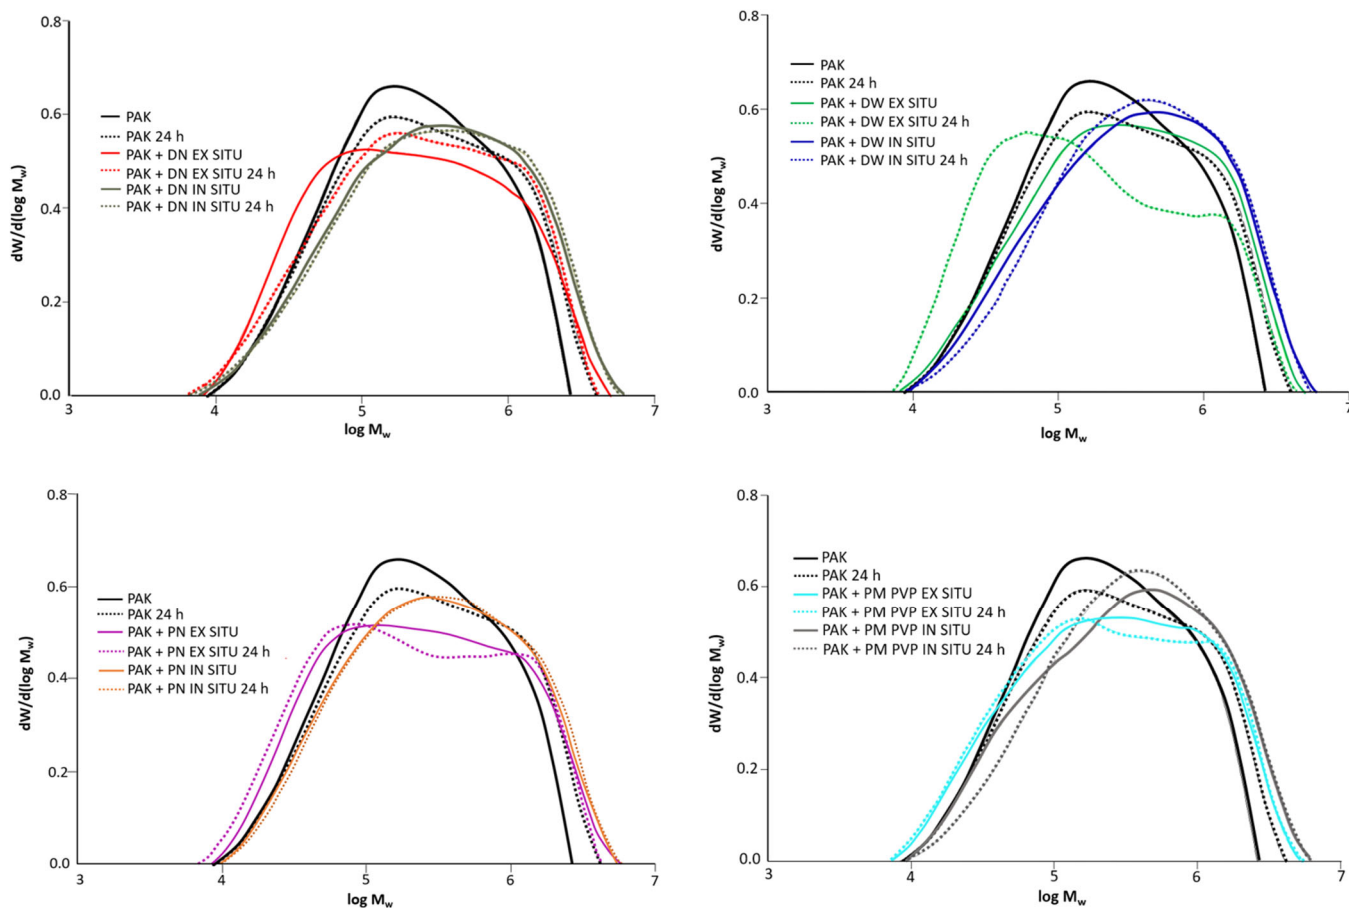 0.8
0.6
0.4
0.2
0.0
dW/d(log Mw)
PAK
PAK 24 h
PAK + DN EX SITU
PAK + DN EX SITU 24 h
PAK + DN IN SITU
PAK + DN IN SITU 24 h
3 4 5 6 7
log Mw
0.8
0.6
0.4
0.2
0.0
dW/d(log Mw)
PAK
PAK 24 h
PAK + DW EX SITU
PAK + DW EX SITU 24 h
PAK + DW IN SITU
PAK + DW IN SITU 24 h
3 4 5 6 7
log Mw
0.8
0.6
0.4
0.2
0.0
dW/d(log Mw)
PAK
PAK 24 h
PAK + PN EX SITU
PAK + PN EX SITU 24 h
PAK + PN IN SITU
PAK + PN IN SITU 24 h
3 4 5 6 7
log Mw
0.8
0.6
0.4
0.2
0.0
dW/d(log Mw)
PAK
PAK 24 h
PAK + PM PVP EX SITU
PAK + PM PVP EX SITU 24 h
PAK + PM PVP IN SITU
PAK + PM PVP IN SITU 24 h
3 4 5 6 7
log Mw